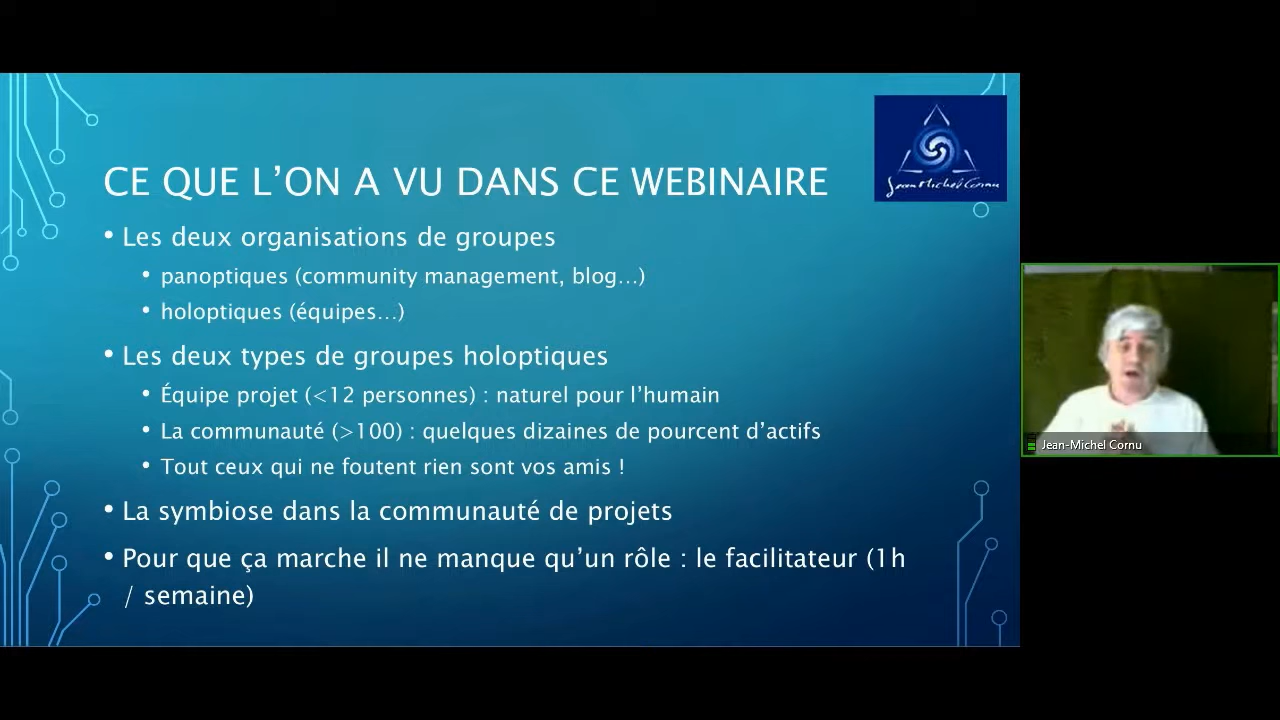 Jean Michel Cornu
CE QUE L’ON A VU DANS CE WEBINAIRE
• Les deux organisations de groupes
• panoptiques (community management, blog…)
• holoptiques (équipes…)
• Les deux types de groupes holoptiques
• Équipe projet (<12 personnes) : naturel pour l’humain
• La communauté (>100) : quelques dizaines de pourcent d’actifs
• Tout ceux qui ne foutent rien sont vos amis !
• La symbiose dans la communauté de projets
• Pour que ça marche il ne manque qu’un rôle : le facilitateur (1h
/ semaine)
Jean-Michel Cornu